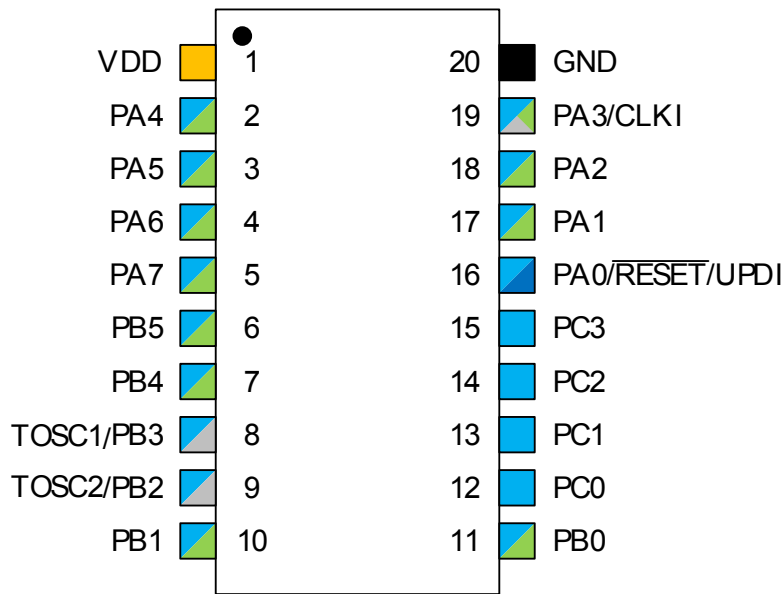 VDD 1 20 GND
PA4 2 19 PA3/CLKI
PA5 3 18 PA2
PA6 4 17 PA1
PA7 5 16 PA0/RESET/UPDI
PB5 6 15 PC3
PB4 7 14 PC2
TOSC1/PB3 8 13 PC1
TOSC2/PB2 9 12 PC0
PB1 10 11 PB0